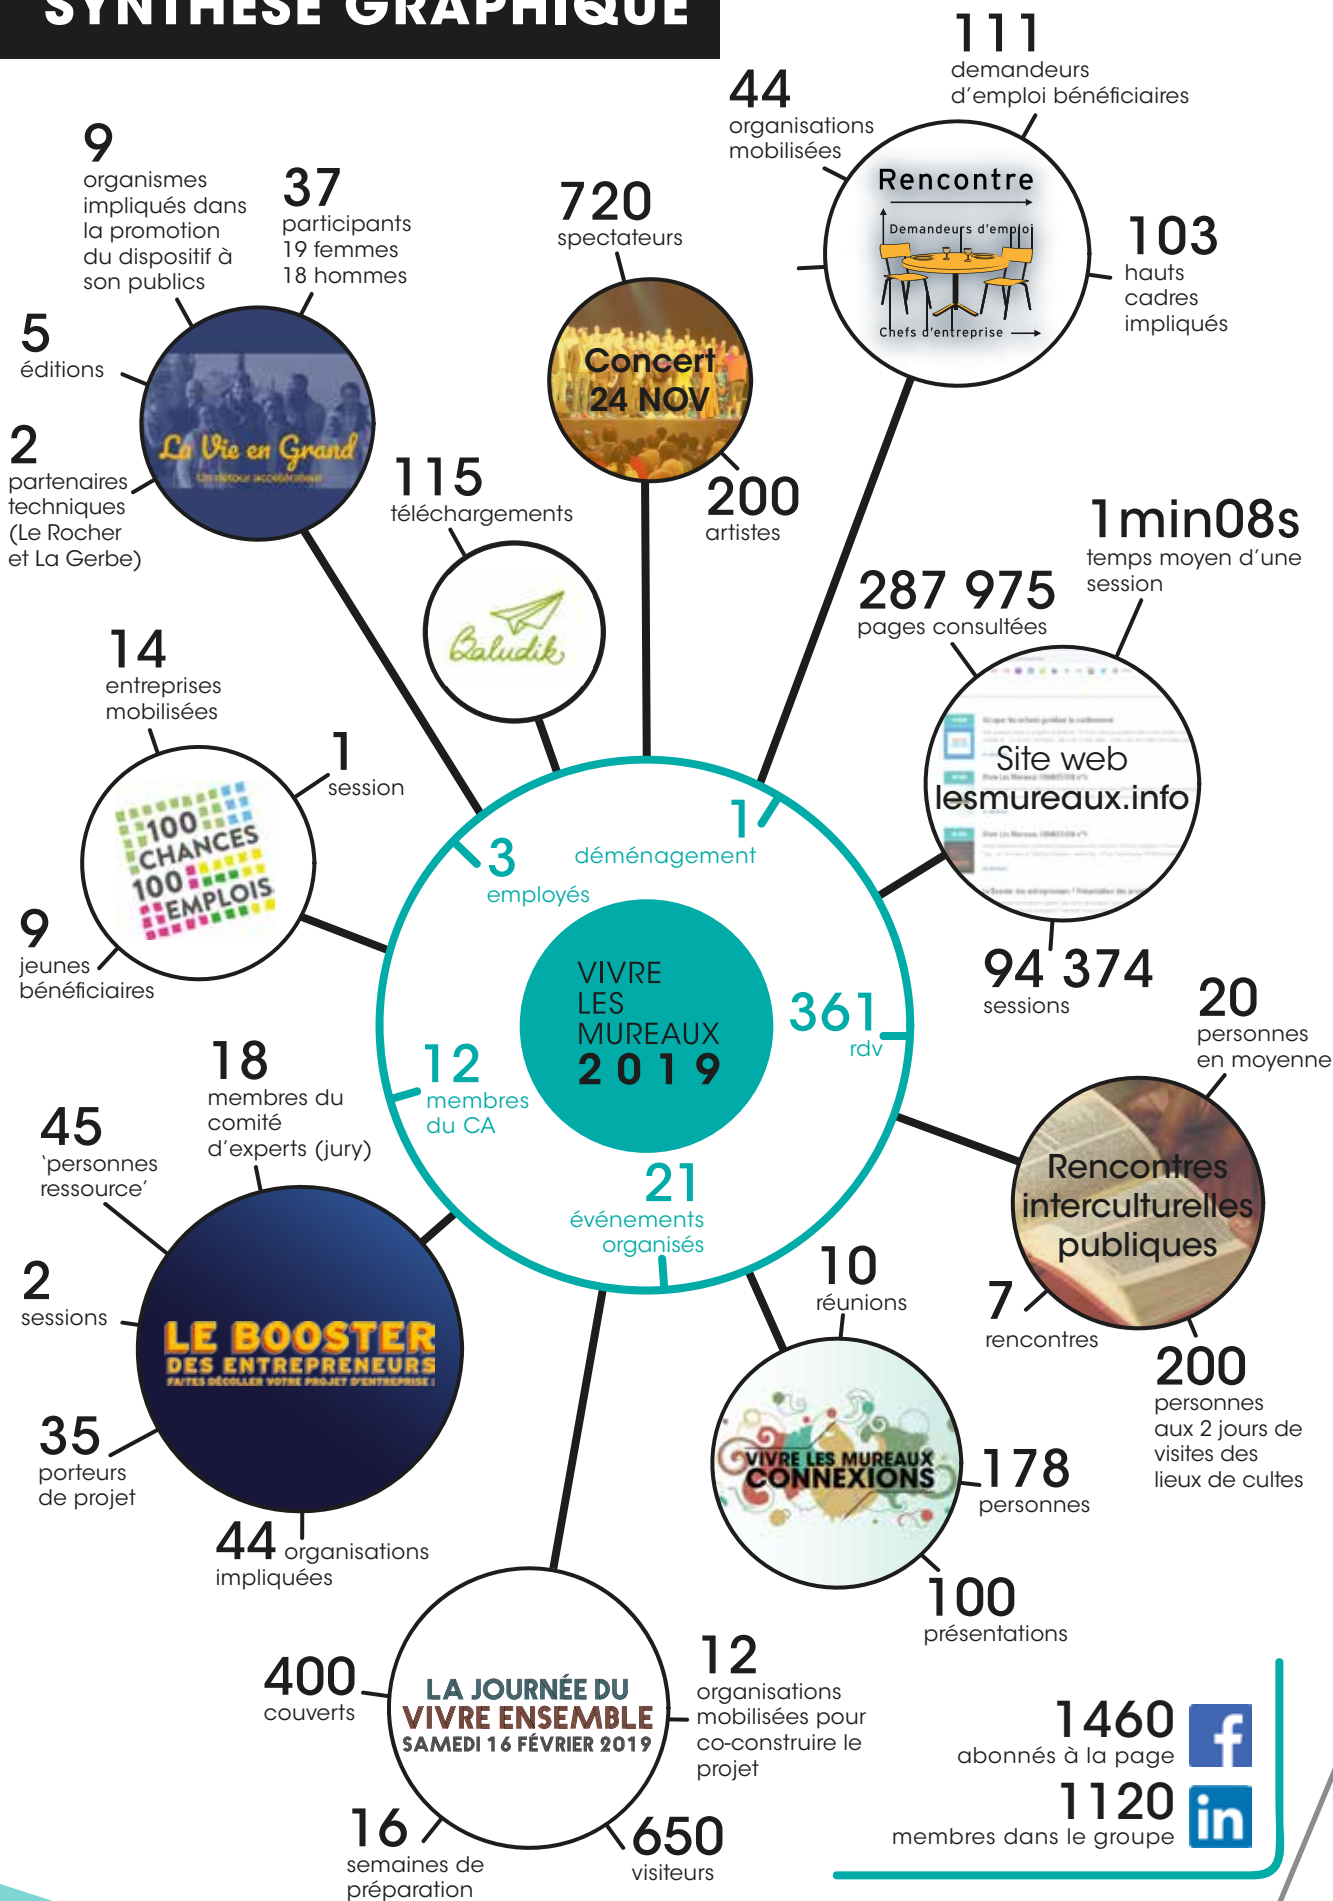 SYNTHÈSE GRAPHIQUE
111
demandeurs
d'emploi bénéficiaires
44
organisations
mobilisées
Rencontre
Demandeurs d'emploi
Chefs d'entreprise
103
hauts
cadres
impliqués
9
organismes
impliqués dans
la promotion
du dispositif à
son publics
37
participants
19 femmes
18 hommes
5
éditions
2
partenaires
techniques
(Le Rocher
et La Gerbe)
La Vie en Grand
Un détour accélérateur
720
spectateurs
Concert
24 NOV
200
artistes
115
téléchargements
Baludik
1min08s
temps moyen d'une
session
287 975
pages consultées
Site web
lesmureaux.info
94 374
sessions
14
entreprises
mobilisées
1
session
100
CHANCES
100
EMPLOIS
9
jeunes
bénéficiaires
1
déménagement
3
employés
VIVRE
LES
MUREAUX
2019
361
rdv
12
membres
du CA
21
événements
organisés
20
personnes
en moyenne
Rencontres
interculturelles
publiques
7
rencontres
200
personnes
aux 2 jours de
visites des
lieux de cultes
18
membres du
comité
d'experts (jury)
45
'personnes
ressource'
2
sessions
LE BOOSTER
DES ENTREPRENEURS
FAITES DÉCOLLER VOTRE PROJET D'ENTREPRISE !
35
porteurs
de projet
44 organisations
impliquées
10
réunions
VIVRE LES MUREAUX
CONNEXIONS
178
personnes
100
présentations
400
couverts
LA JOURNÉE DU
VIVRE ENSEMBLE
SAMEDI 16 FÉVRIER 2019
12
organisations
mobilisées pour
co-construire le
projet
16
semaines de
préparation
650
visiteurs
1460
abonnés à la page
f
1120
membres dans le groupe
in